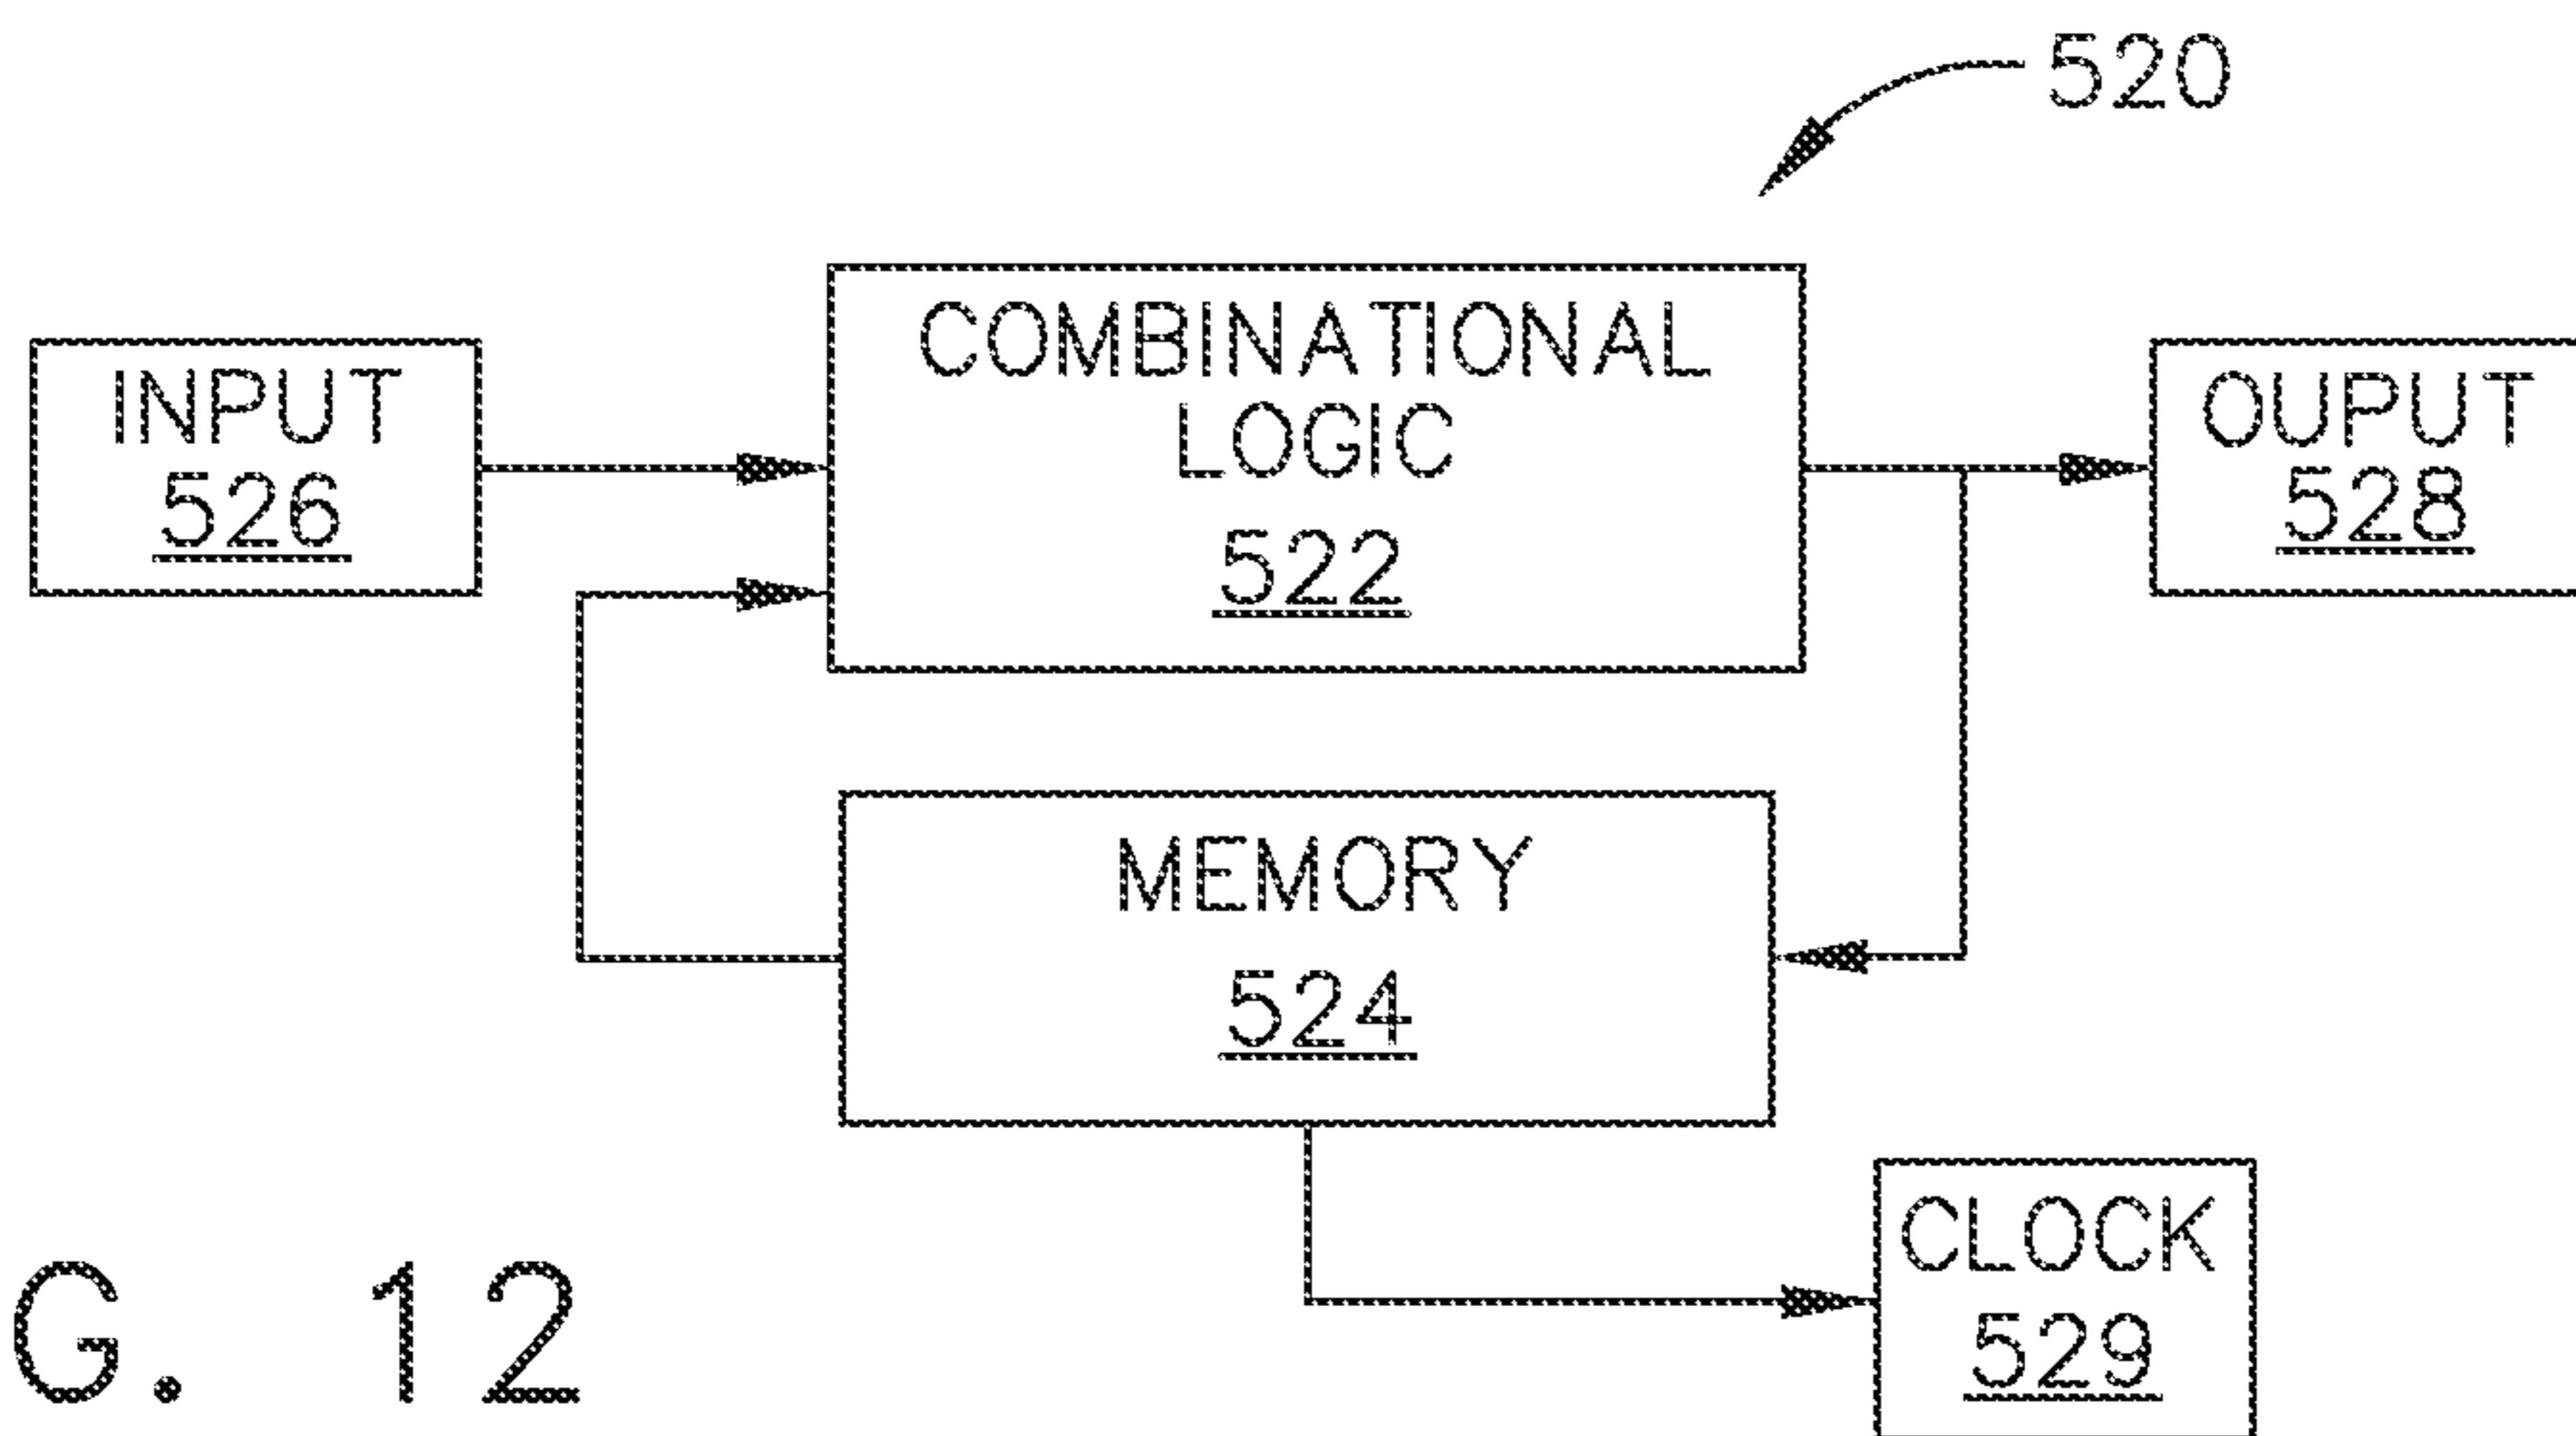 520
COMBINATIONAL
LOGIC
522
INPUT
526
OUPUT
528
MEMORY
524
CLOCK
529
G. 12